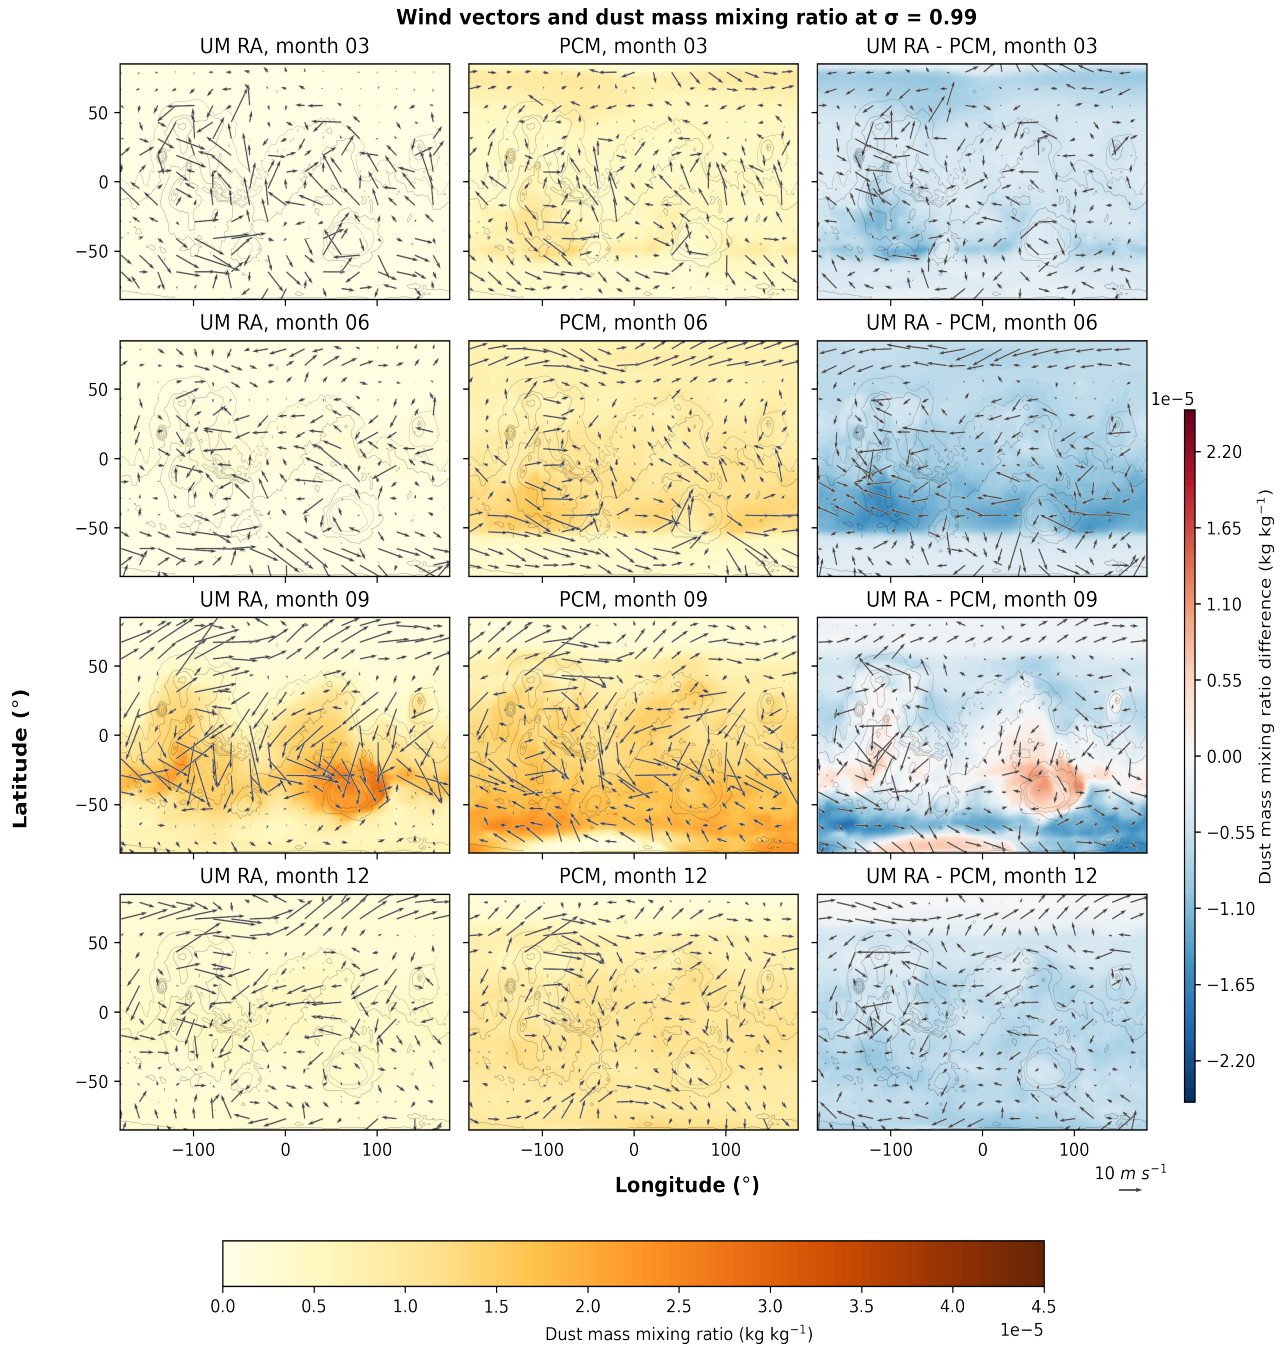 Wind vectors and dust mass mixing ratio at σ = 0.99
UM RA, month 03 PCM, month 03 UM RA - PCM, month 03
50
0
−50
UM RA, month 06 PCM, month 06 UM RA - PCM, month 06
50
0
−50
UM RA, month 09 PCM, month 09 UM RA - PCM, month 09
50
0
−50
UM RA, month 12 PCM, month 12 UM RA - PCM, month 12
50
0
−50
−100 0 100 −100 0 100 −100 0 100
Latitude (°)
Longitude (°)
10 m s⁻¹
1e−5
2.20
1.65
1.10
0.55
0.00
−0.55
−1.10
−1.65
−2.20
Dust mass mixing ratio difference (kg kg⁻¹)
0.0 0.5 1.0 1.5 2.0 2.5 3.0 3.5 4.0 4.5
1e−5
Dust mass mixing ratio (kg kg⁻¹)